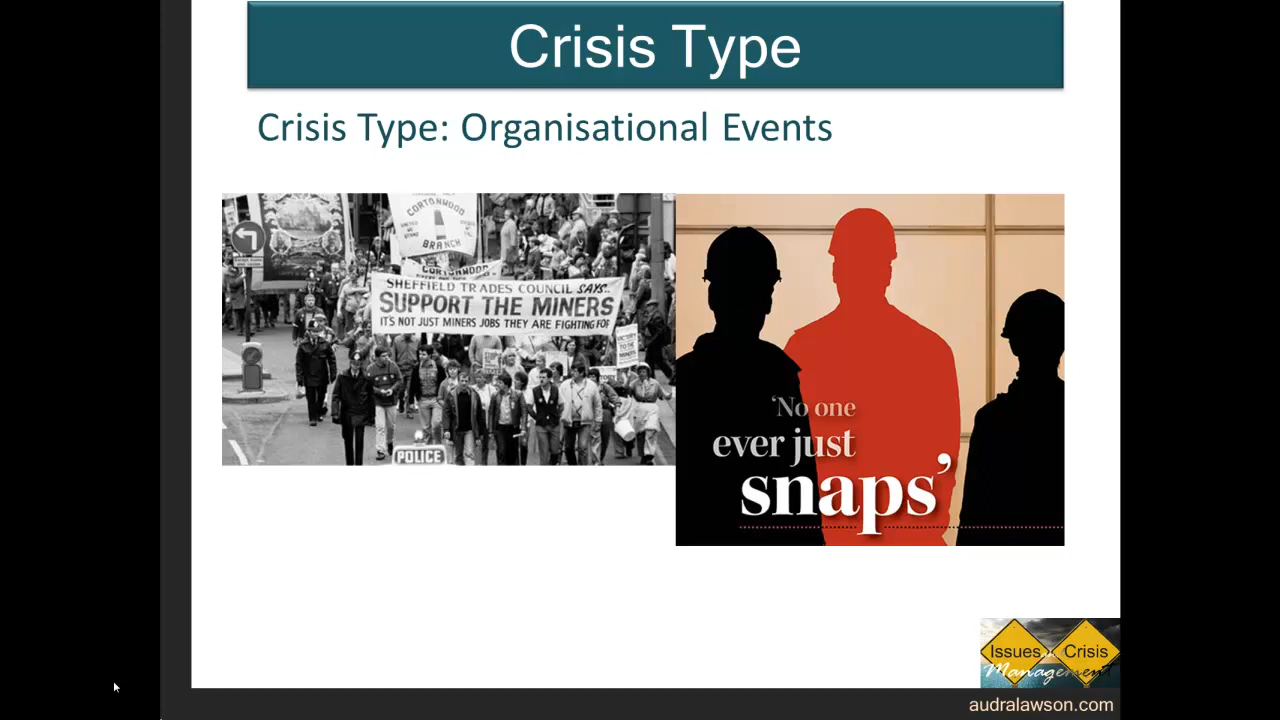 Crisis Type
Crisis Type: Organisational Events
CORTONWOOD
BRANCH
CORTONWOOD
SHEFFIELD TRADES COUNCIL SAYS..
SUPPORT THE MINERS
IT'S NOT JUST MINERS JOBS THEY ARE FIGHTING FOR
POLICE
‘No one
ever just
snaps’
Issues Crisis
Management
audralawson.com